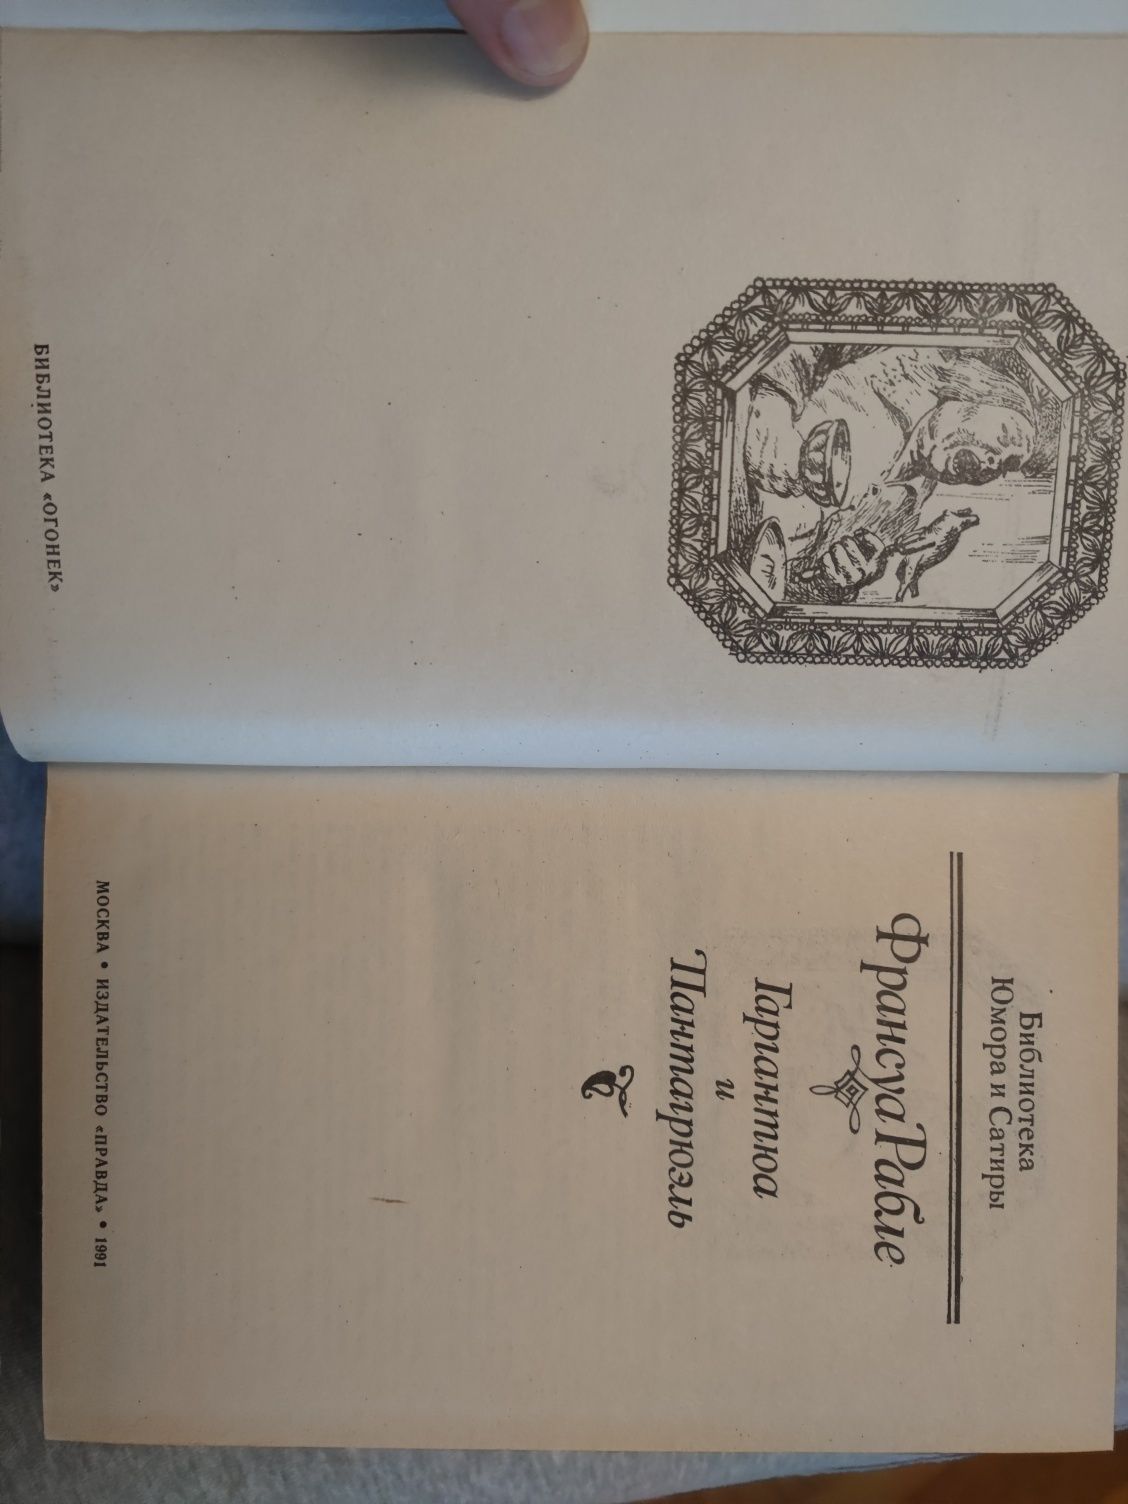 БИБЛИОТЕКА «ОГОНЕК»
Библиотека
Юмора и Сатиры
Франсуа Рабле
Гаргантюа
и
Пантагрюэль
МОСКВА • ИЗДАТЕЛЬСТВО «ПРАВДА» • 1991